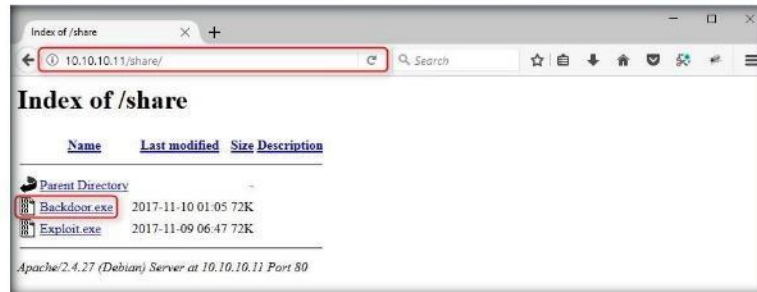 Index of /share
10.10.10.11/share/
Search
Index of /share
Name Last modified Size Description
Parent Directory -
Backdoor.exe 2017-11-10 01:05 72K
Exploit.exe 2017-11-09 06:47 72K
Apache/2.4.27 (Debian) Server at 10.10.10.11 Port 80